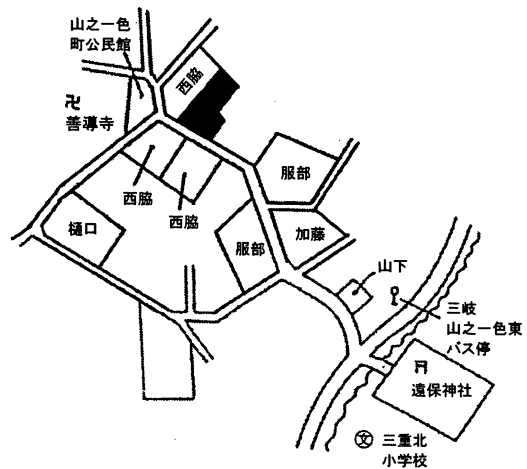 山之一色
町公民館
西脇
卍
善導寺
西脇
西脇
服部
樋口
服部
加藤
山下
三岐
山之一色東
バス停
遠保神社
文
三重北
小学校